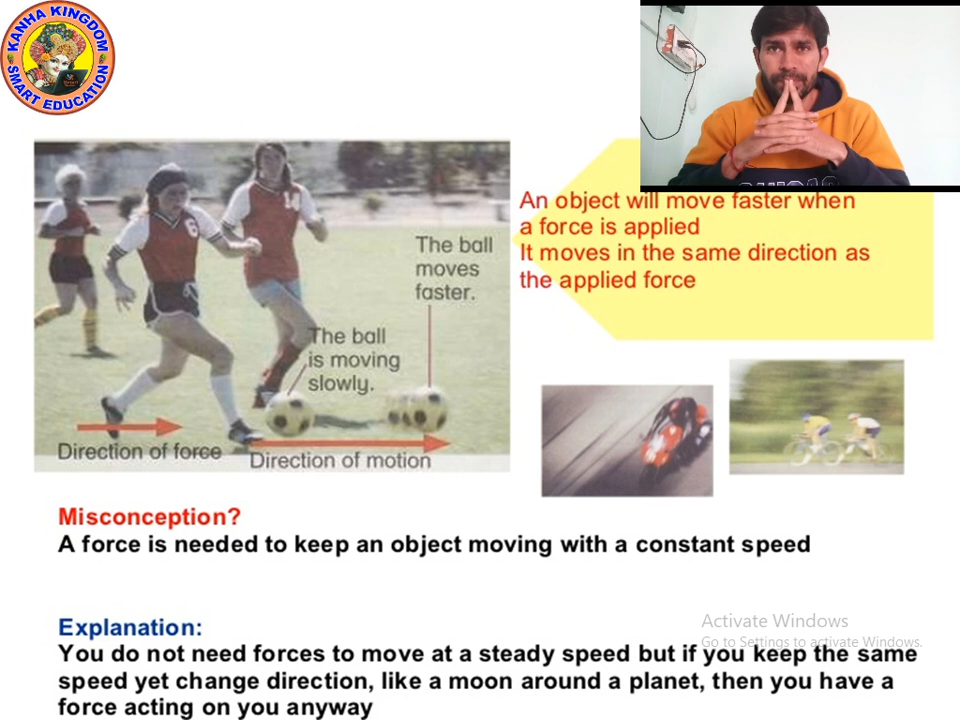 KANHA KINGDOM
SMART EDUCATION
An object will move faster when
a force is applied
It moves in the same direction as
the applied force
6
14
The ball
moves
faster.
The ball
is moving
slowly.
Direction of force
Direction of motion
Misconception?
A force is needed to keep an object moving with a constant speed
Activate Windows
Go to Settings to activate Windows.
Explanation:
You do not need forces to move at a steady speed but if you keep the same
speed yet change direction, like a moon around a planet, then you have a
force acting on you anyway